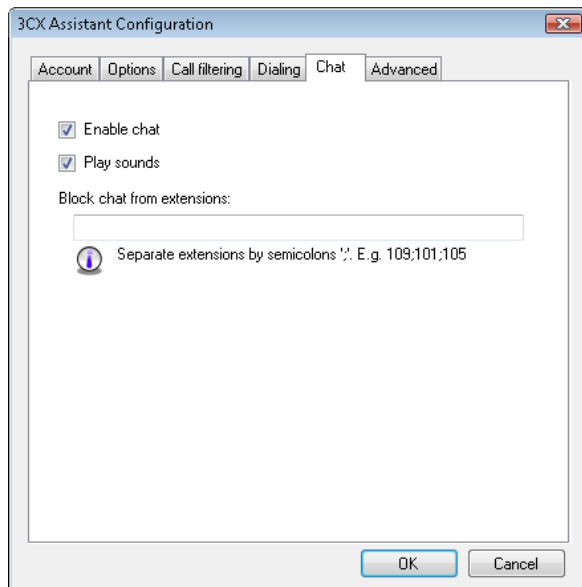 3CX Assistant Configuration
Account Options Call filtering Dialing Chat Advanced
Enable chat
Play sounds
Block chat from extensions:
Separate extensions by semicolons ';'. E.g. 109;101;105
OK Cancel